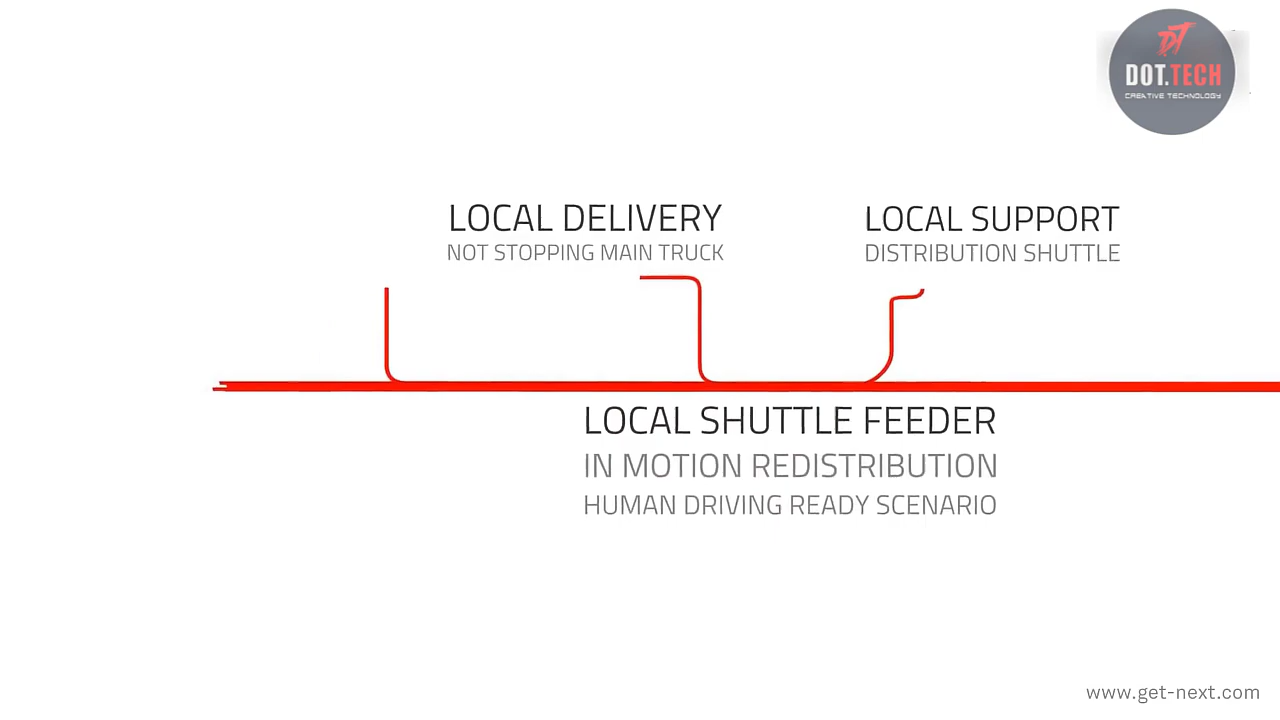 DT
DOT.TECH
CREATIVE TECHNOLOGY
LOCAL DELIVERY
NOT STOPPING MAIN TRUCK
LOCAL SUPPORT
DISTRIBUTION SHUTTLE
LOCAL SHUTTLE FEEDER
IN MOTION REDISTRIBUTION
HUMAN DRIVING READY SCENARIO
www.get-next.com